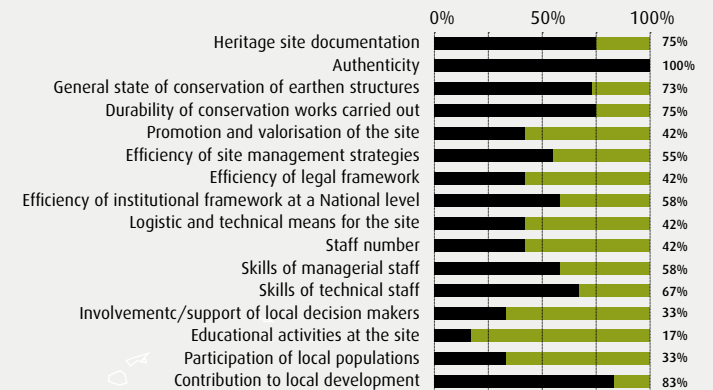 0% 50% 100%
Heritage site documentation 75%
Authenticity 100%
General state of conservation of earthen structures 73%
Durability of conservation works carried out 75%
Promotion and valorisation of the site 42%
Efficiency of site management strategies 55%
Efficiency of legal framework 42%
Efficiency of institutional framework at a National level 58%
Logistic and technical means for the site 42%
Staff number 42%
Skills of managerial staff 58%
Skills of technical staff 67%
Involvementc/support of local decision makers 33%
Educational activities at the site 17%
Participation of local populations 33%
Contribution to local development 83%